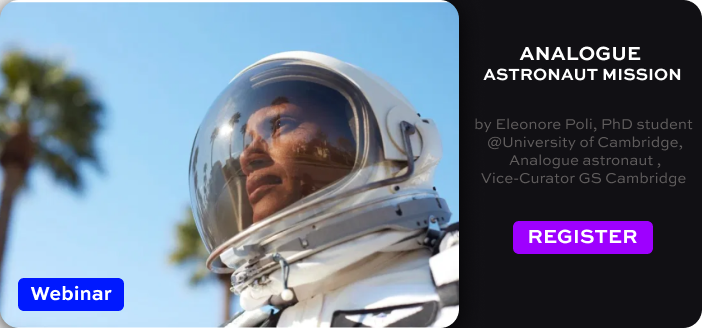 ANALOGUE
ASTRONAUT MISSION
by Eleonore Poli, PhD student
@University of Cambridge,
Analogue astronaut ,
Vice-Curator GS Cambridge
REGISTER
Webinar